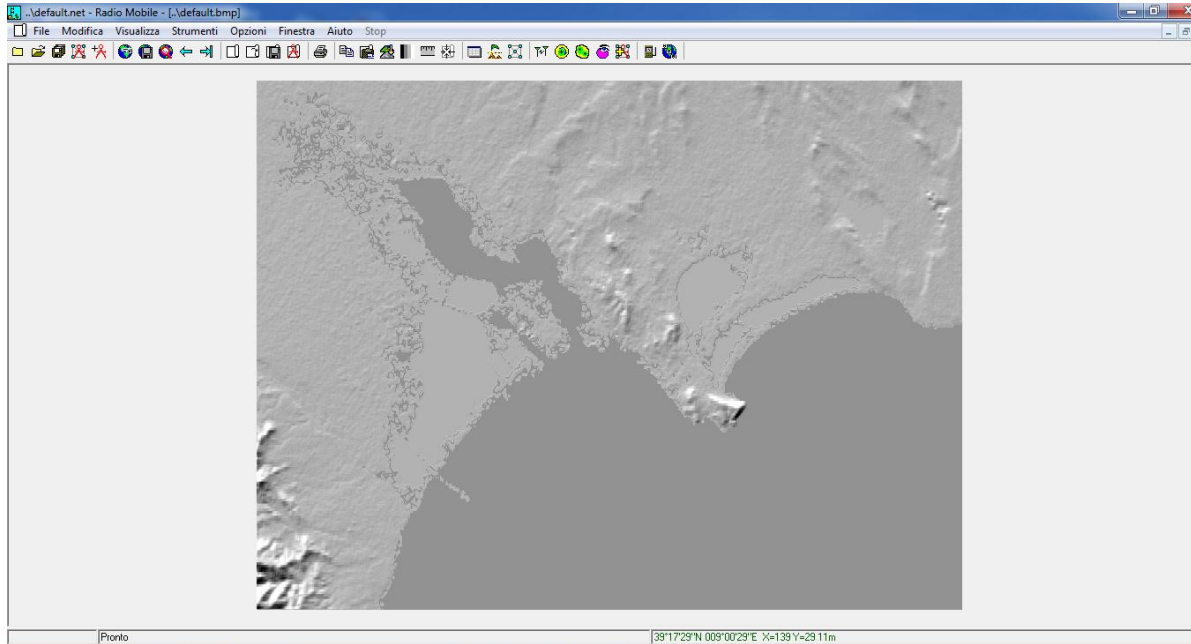 ..\default.net - Radio Mobile - [..\default.bmp]
File Modifica Visualizza Strumenti Opzioni Finestra Aiuto Stop
Pronto
39°17'29"N 009°00'29"E X=139 Y=29 11m